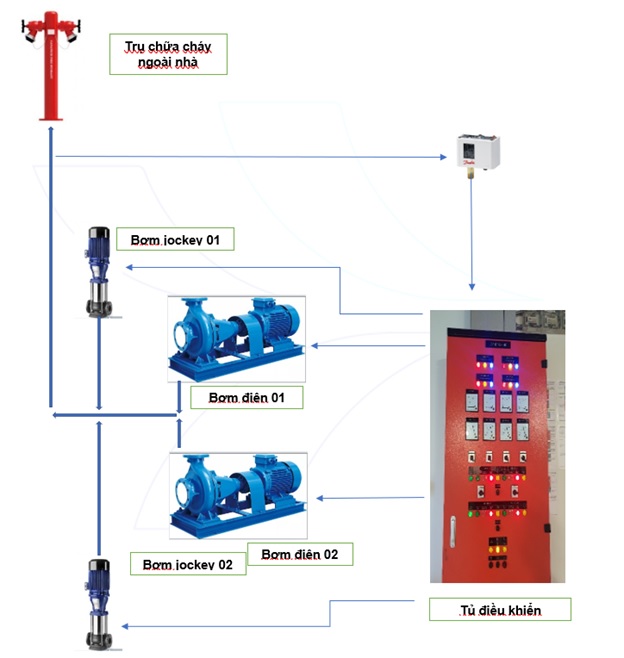 Trụ chữa cháy
ngoài nhà
Danfoss
Bơm jockey 01
Bơm điện 01
Bơm điện 02
Bơm jockey 02
Tủ điều khiển